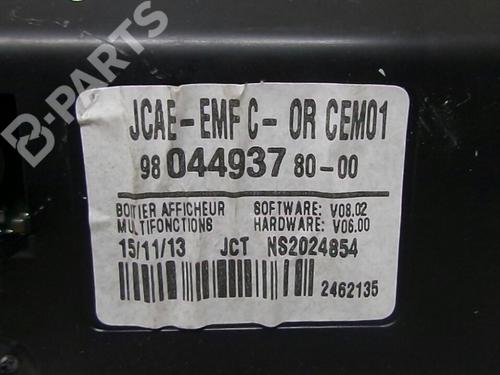 B-PARTS
JCAE-EMF C- OR CEM01
98 044937 80-00
BOITIER AFFICHEUR SOFTWARE: V08.02
MULTIFONCTIONS HARDWARE: V06.00
15/11/13 JCT NS2024854
2462135
B-PARTS